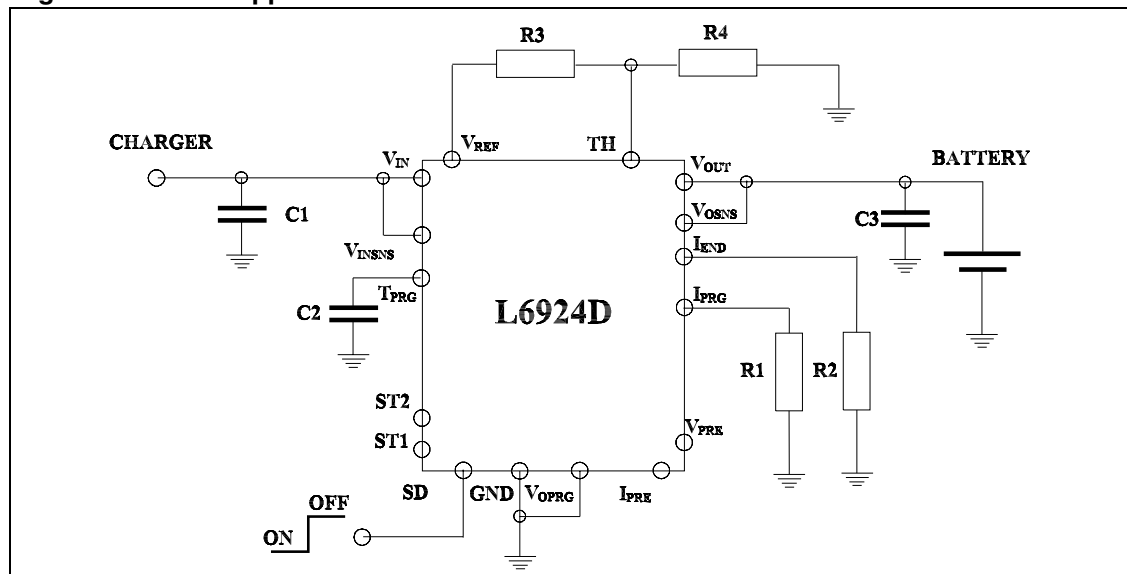 R3
R4
CHARGER
VREF
TH
VIN
VOUT
BATTERY
C1
VOSNS
C3
VINSNS
IEND
TPRG
C2
IPRG
L6924D
R1
R2
ST2
ST1
VPRE
SD
GND
VOPRG
IPRE
OFF
ON